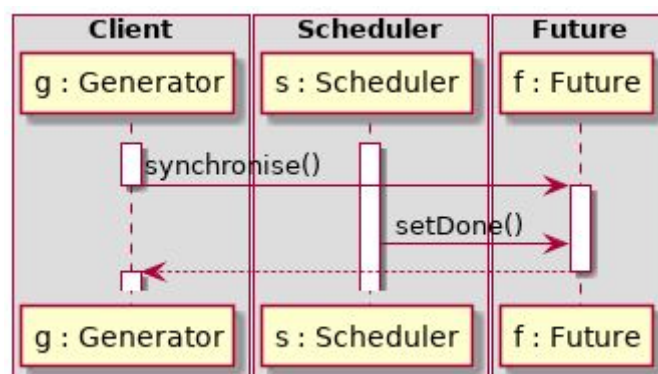 Client Scheduler Future
g : Generator s : Scheduler f : Future
synchronise()
setDone()
g : Generator s : Scheduler f : Future